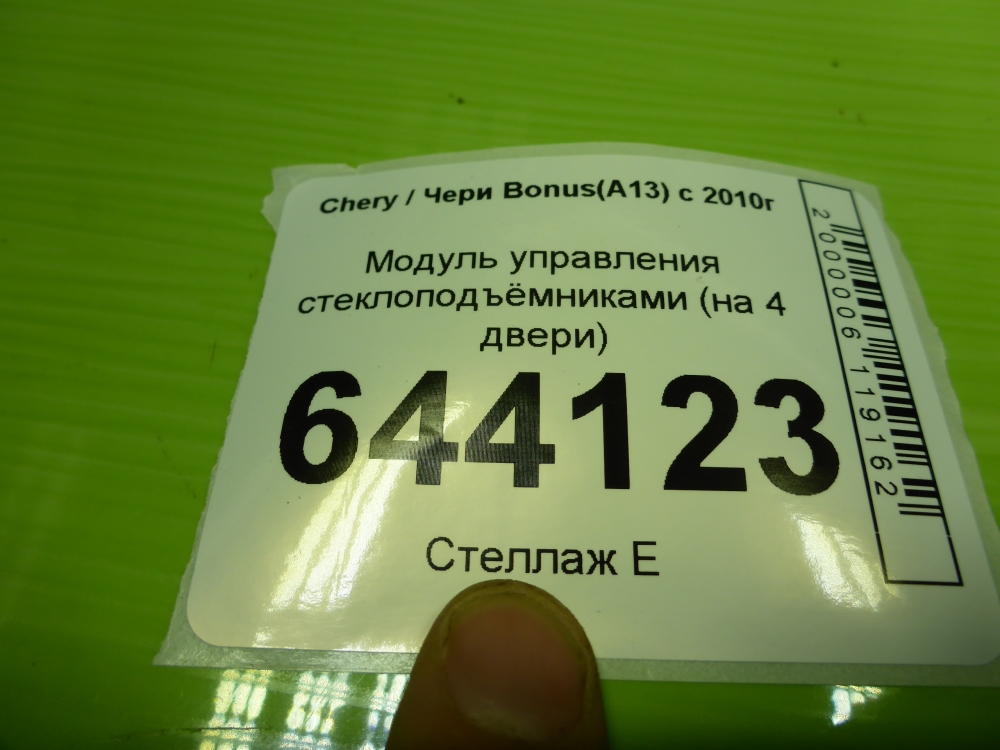 Chery / Чери Bonus(A13) с 2010г
Модуль управления
стеклоподъёмниками (на 4
двери)
644123
Стеллаж E
2000006119162